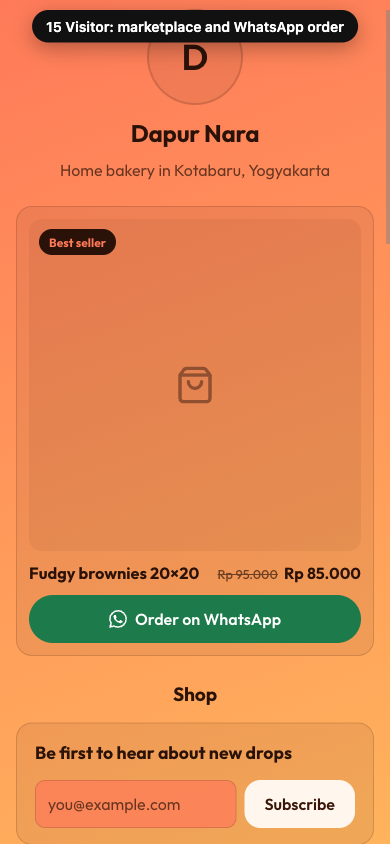 15 Visitor: marketplace and WhatsApp order
D
Dapur Nara
Home bakery in Kotabaru, Yogyakarta
Best seller
Fudgy brownies 20×20 Rp 95.000 Rp 85.000
Order on WhatsApp
Shop
Be first to hear about new drops
you@example.com Subscribe